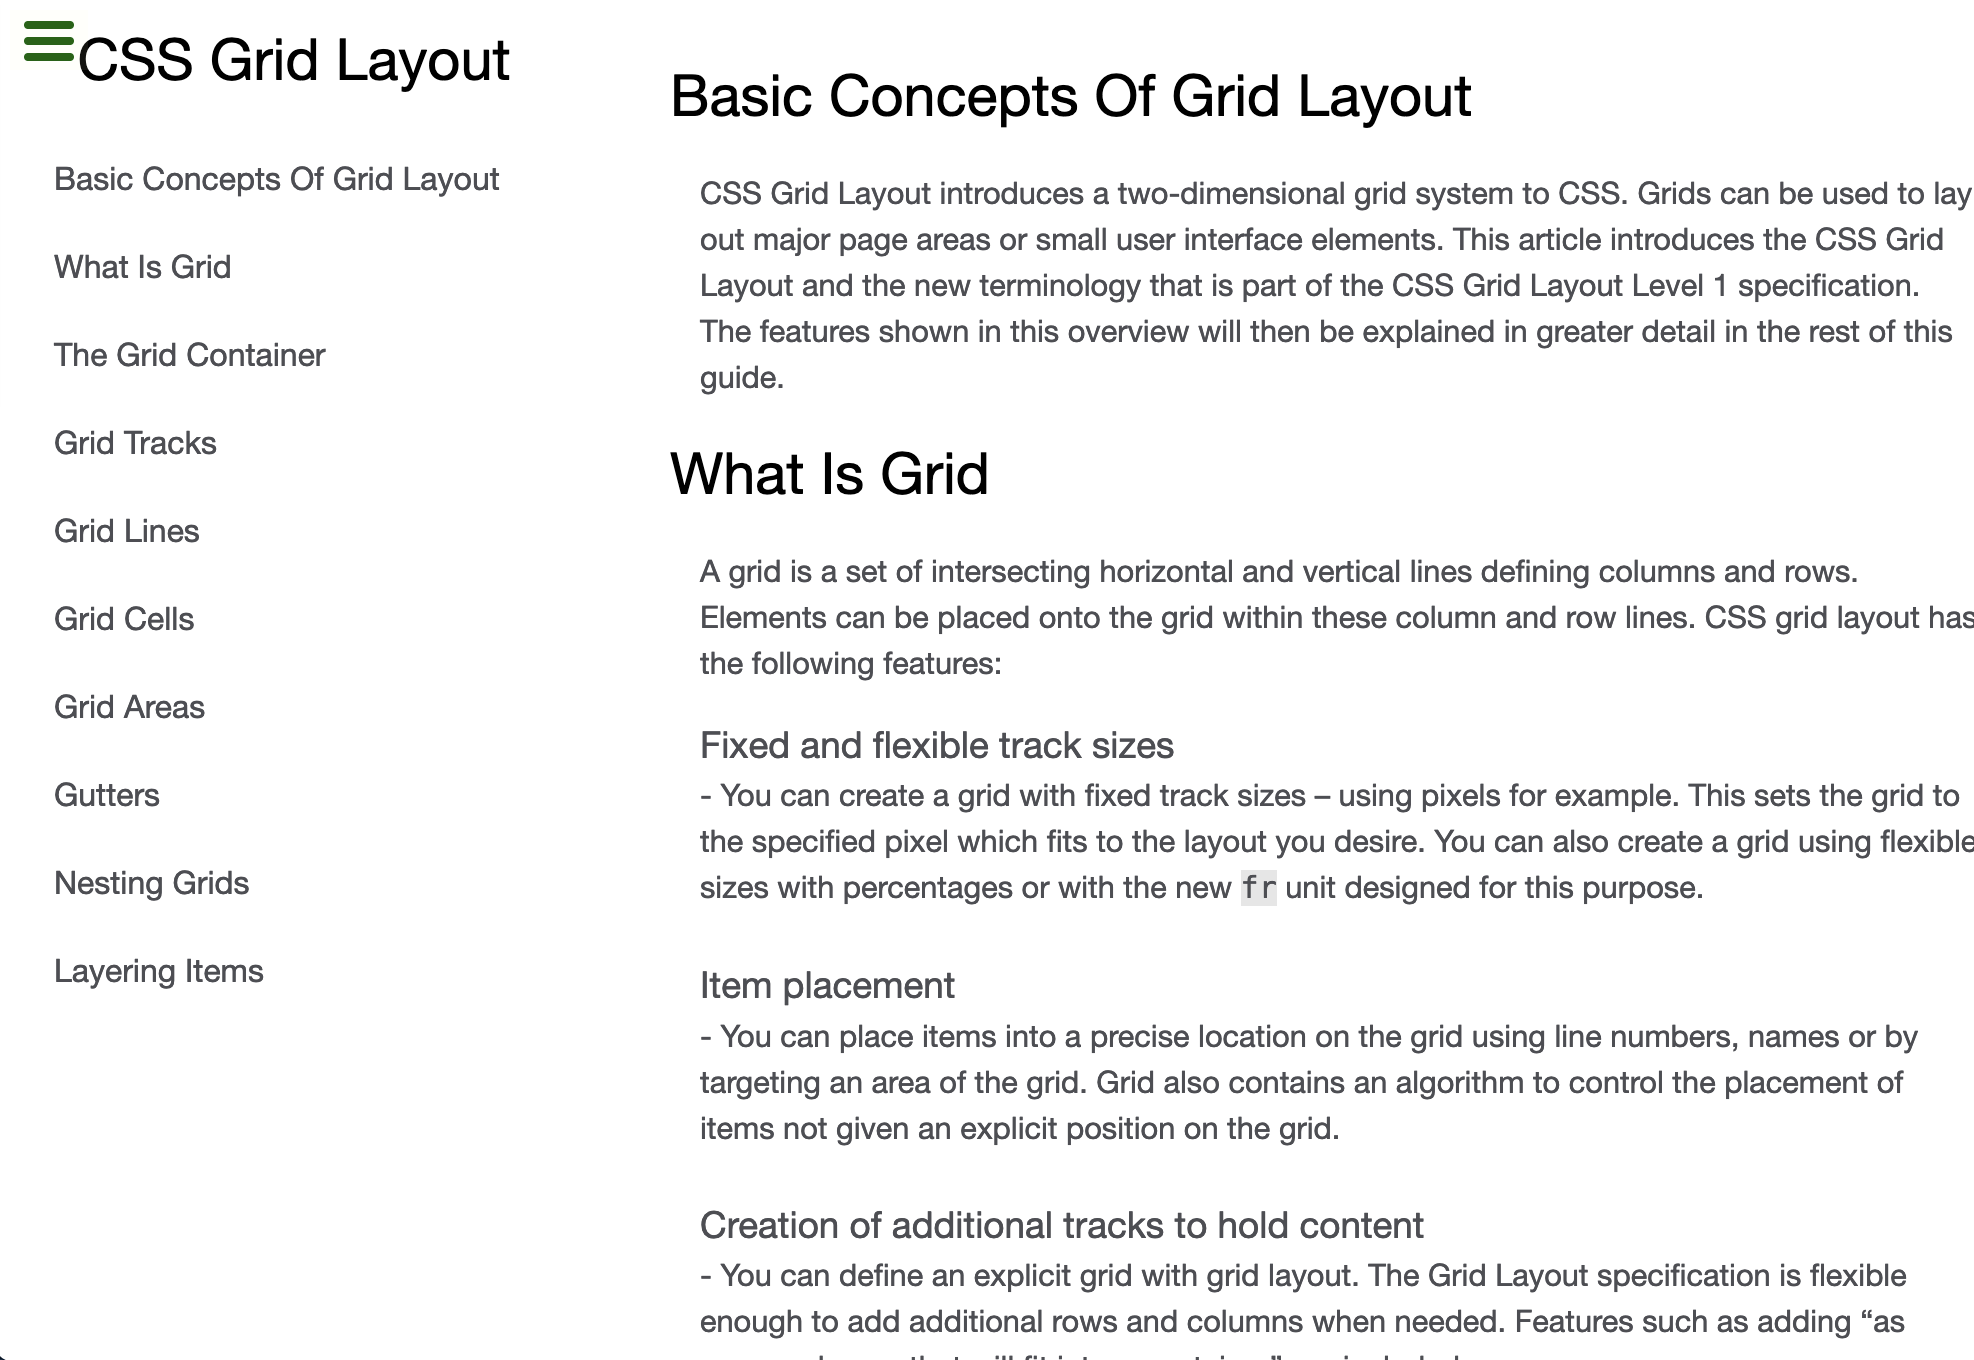 CSS Grid Layout
Basic Concepts Of Grid Layout
What Is Grid
The Grid Container
Grid Tracks
Grid Lines
Grid Cells
Grid Areas
Gutters
Nesting Grids
Layering Items
Basic Concepts Of Grid Layout
CSS Grid Layout introduces a two-dimensional grid system to CSS. Grids can be used to lay
out major page areas or small user interface elements. This article introduces the CSS Grid
Layout and the new terminology that is part of the CSS Grid Layout Level 1 specification.
The features shown in this overview will then be explained in greater detail in the rest of this
guide.
What Is Grid
A grid is a set of intersecting horizontal and vertical lines defining columns and rows.
Elements can be placed onto the grid within these column and row lines. CSS grid layout has
the following features:
Fixed and flexible track sizes
- You can create a grid with fixed track sizes – using pixels for example. This sets the grid to
the specified pixel which fits to the layout you desire. You can also create a grid using flexible
sizes with percentages or with the new fr unit designed for this purpose.
Item placement
- You can place items into a precise location on the grid using line numbers, names or by
targeting an area of the grid. Grid also contains an algorithm to control the placement of
items not given an explicit position on the grid.
Creation of additional tracks to hold content
- You can define an explicit grid with grid layout. The Grid Layout specification is flexible
enough to add additional rows and columns when needed. Features such as adding “as